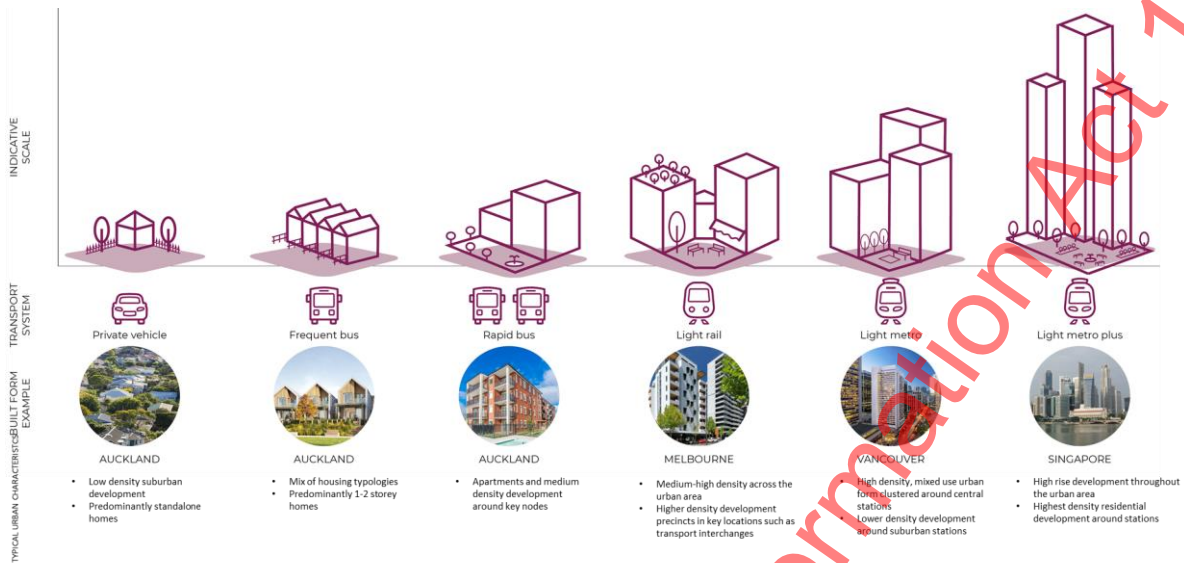 INDICATIVE
SCALE
TRANSPORT
SYSTEM
Private vehicle
Frequent bus
Rapid bus
Light rail
Light metro
Light metro plus
BUILT FORM
EXAMPLE
AUCKLAND
AUCKLAND
AUCKLAND
MELBOURNE
VANCOUVER
SINGAPORE
TYPICAL URBAN CHARACTERISTICS
• Low density suburban
development
• Predominantly standalone
homes
• Mix of housing typologies
• Predominantly 1-2 storey
homes
• Apartments and medium
density development
around key nodes
• Medium-high density across the
urban area
• Higher density development
precincts in key locations such as
transport interchanges
• High density, mixed use urban
form clustered around central
stations
• Lower density development
around suburban stations
• High rise development throughout
the urban area
• Highest density residential
development around stations
ormation Act 1